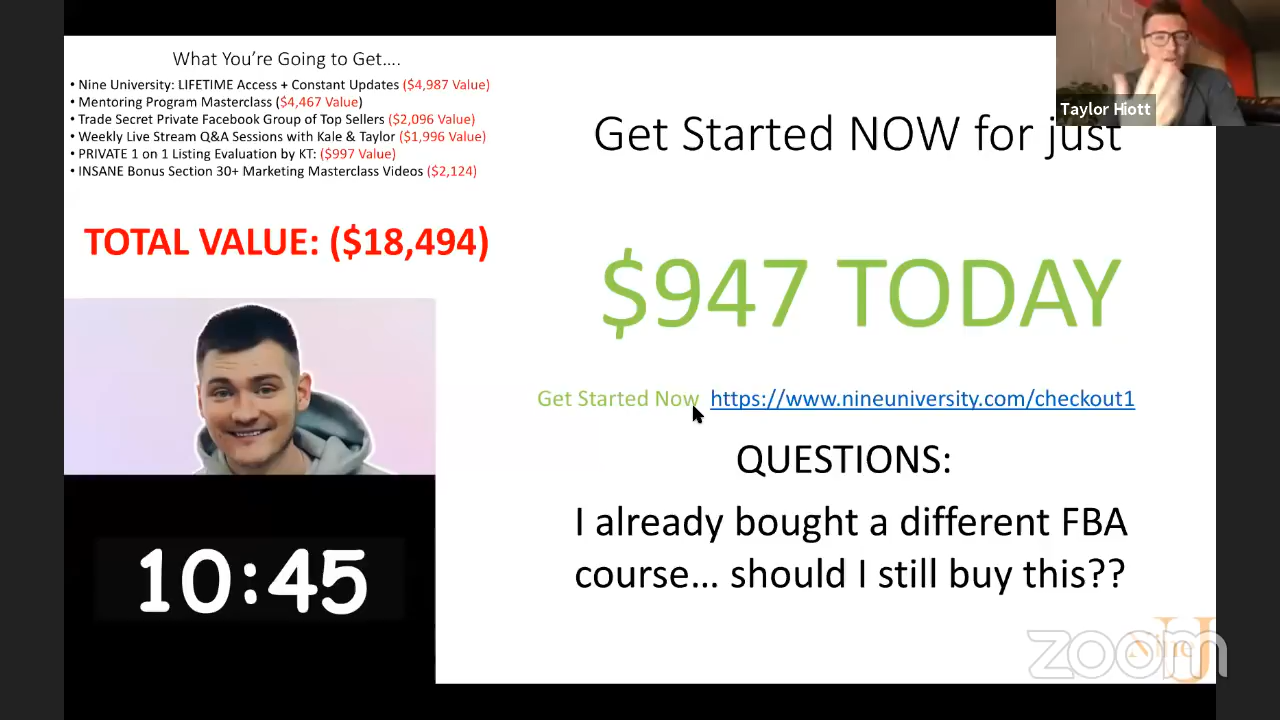 What You're Going to Get….
• Nine University: LIFETIME Access + Constant Updates ($4,987 Value)
• Mentoring Program Masterclass ($4,467 Value)
• Trade Secret Private Facebook Group of Top Sellers ($2,096 Value)
• Weekly Live Stream Q&A Sessions with Kale & Taylor ($1,996 Value)
• PRIVATE 1 on 1 Listing Evaluation by KT: ($997 Value)
• INSANE Bonus Section 30+ Marketing Masterclass Videos ($2,124)
TOTAL VALUE: ($18,494)
10:45
Taylor Hiott
Get Started NOW for just
$947 TODAY
Get Started Now https://www.nineuniversity.com/checkout1
QUESTIONS:
I already bought a different FBA
course… should I still buy this??
Nine U
zoom